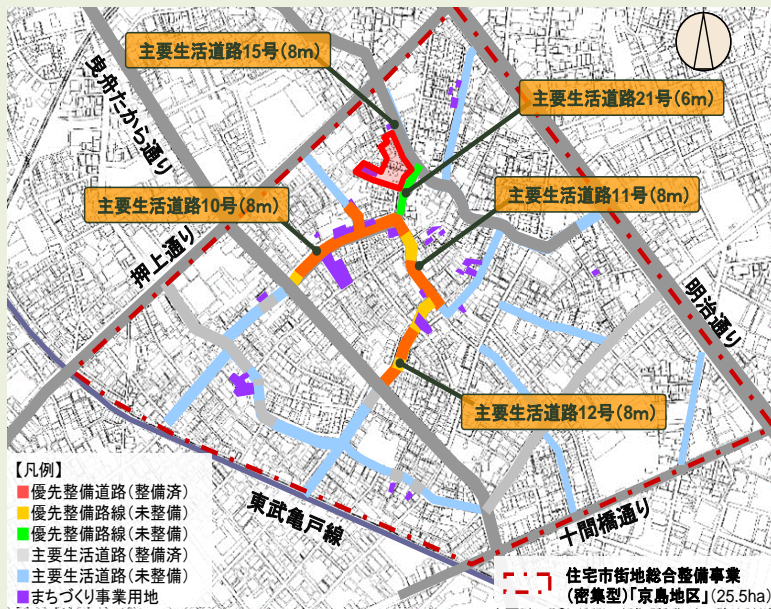 主要生活道路15号(8m)
曳舟たから通り
主要生活道路21号(6m)
主要生活道路11号(8m)
主要生活道路10号(8m)
押上通り
明治通り
主要生活道路12号(8m)
東武亀戸線
十間橋通り
【凡例】
優先整備道路(整備済)
優先整備路線(未整備)
優先整備路線(未整備)
主要生活道路(整備済)
主要生活道路(未整備)
まちづくり事業用地
住宅市街地総合整備事業
(密集型)｢京島地区｣(25.5ha)